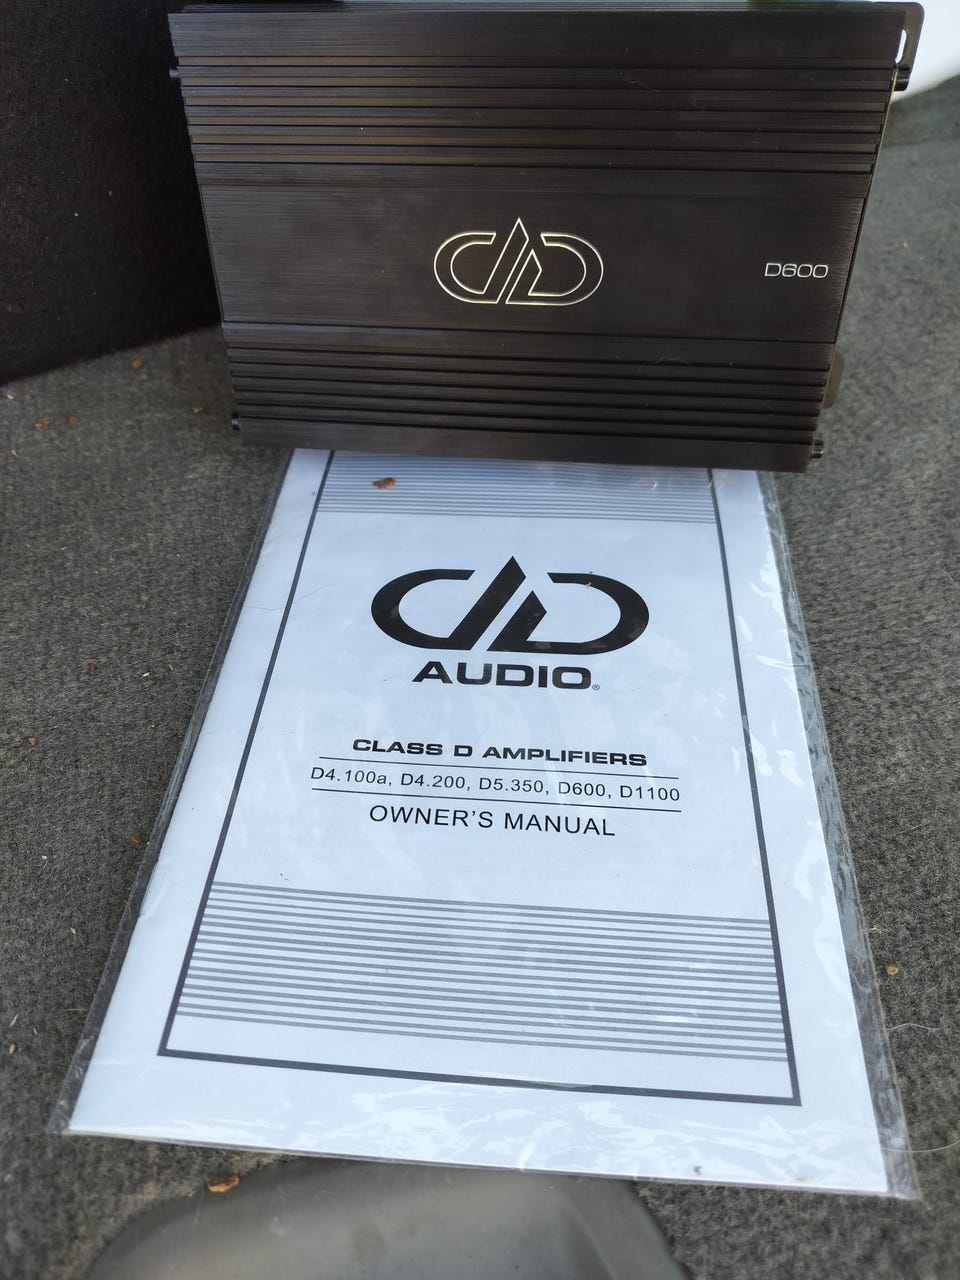 D600
AUDIO®
CLASS D AMPLIFIERS
D4.100a, D4.200, D5.350, D600, D1100
OWNER'S MANUAL